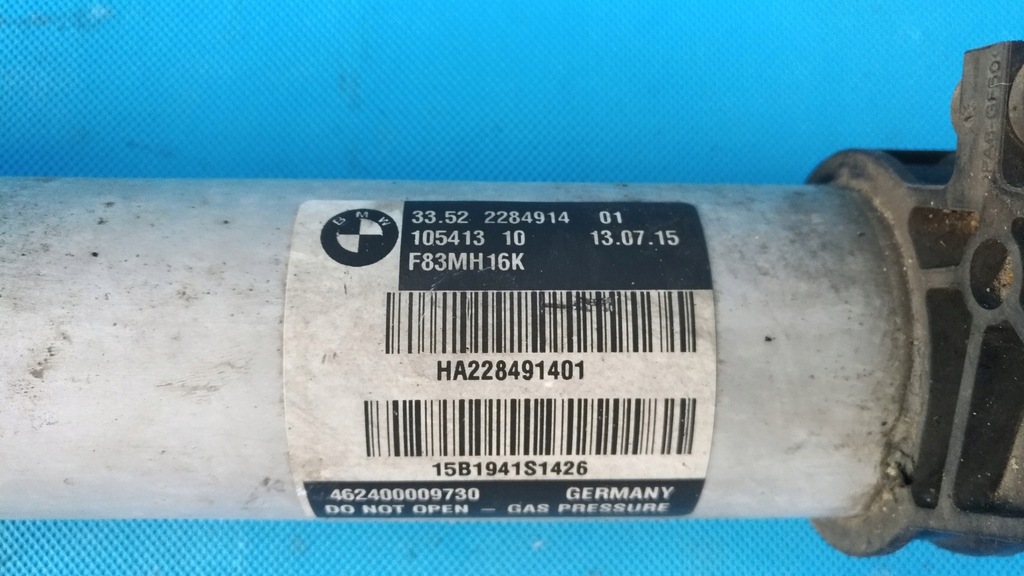 BMW
33.52 2284914 01
105413 10 13.07.15
F83MH16K
HA228491401
15B1941S1426
462400009730 GERMANY
DO NOT OPEN – GAS PRESSURE